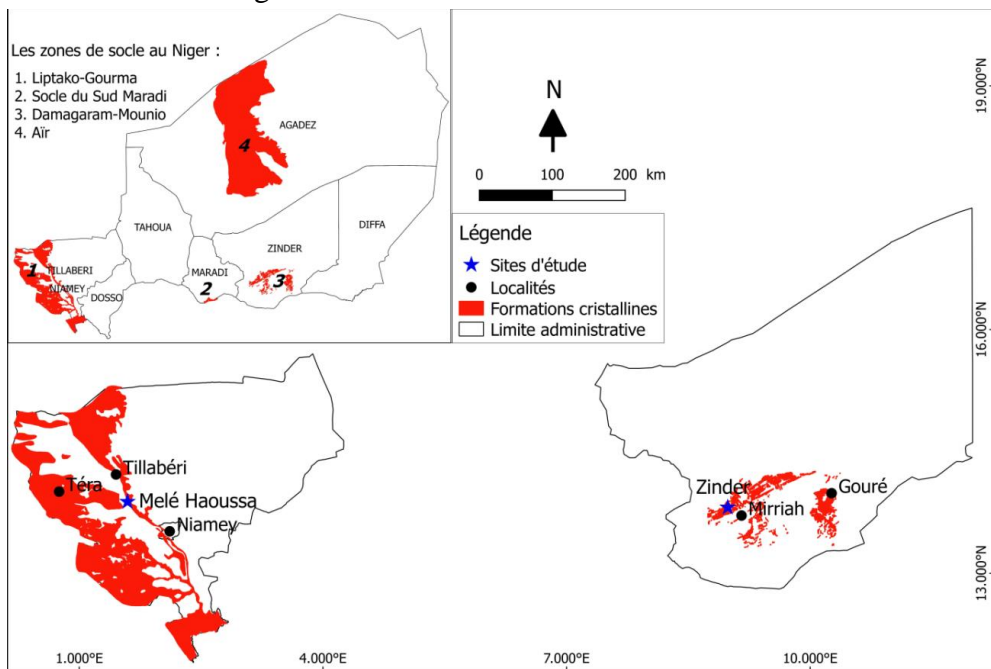 Les zones de socle au Niger :
1. Liptako-Gourma
2. Socle du Sud Maradi
3. Damagaram-Mounio
4. Aïr
AGADEZ
4
TAHOUA
DIFFA
ZINDER
MARADI
1
TILLABERI
NIAMEY
DOSSO
2
3
N
0 100 200 km
Légende
Sites d'étude
Localités
Formations cristallines
Limite administrative
19.000°N
16.000°N
13.000°N
Tillabéri
Téra
Melé Haoussa
Niamey
Zinder
Mirriah
Gouré
1.000°E 4.000°E 7.000°E 10.000°E